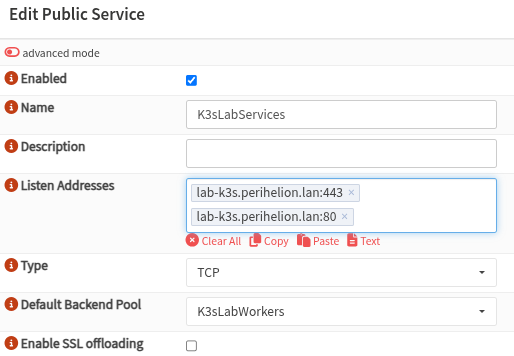 Edit Public Service
advanced mode
Enabled
Name
K3sLabServices
Description
Listen Addresses
lab-k3s.perihelion.lan:443 ×
lab-k3s.perihelion.lan:80 ×
Clear All Copy Paste Text
Type
TCP
Default Backend Pool
K3sLabWorkers
Enable SSL offloading